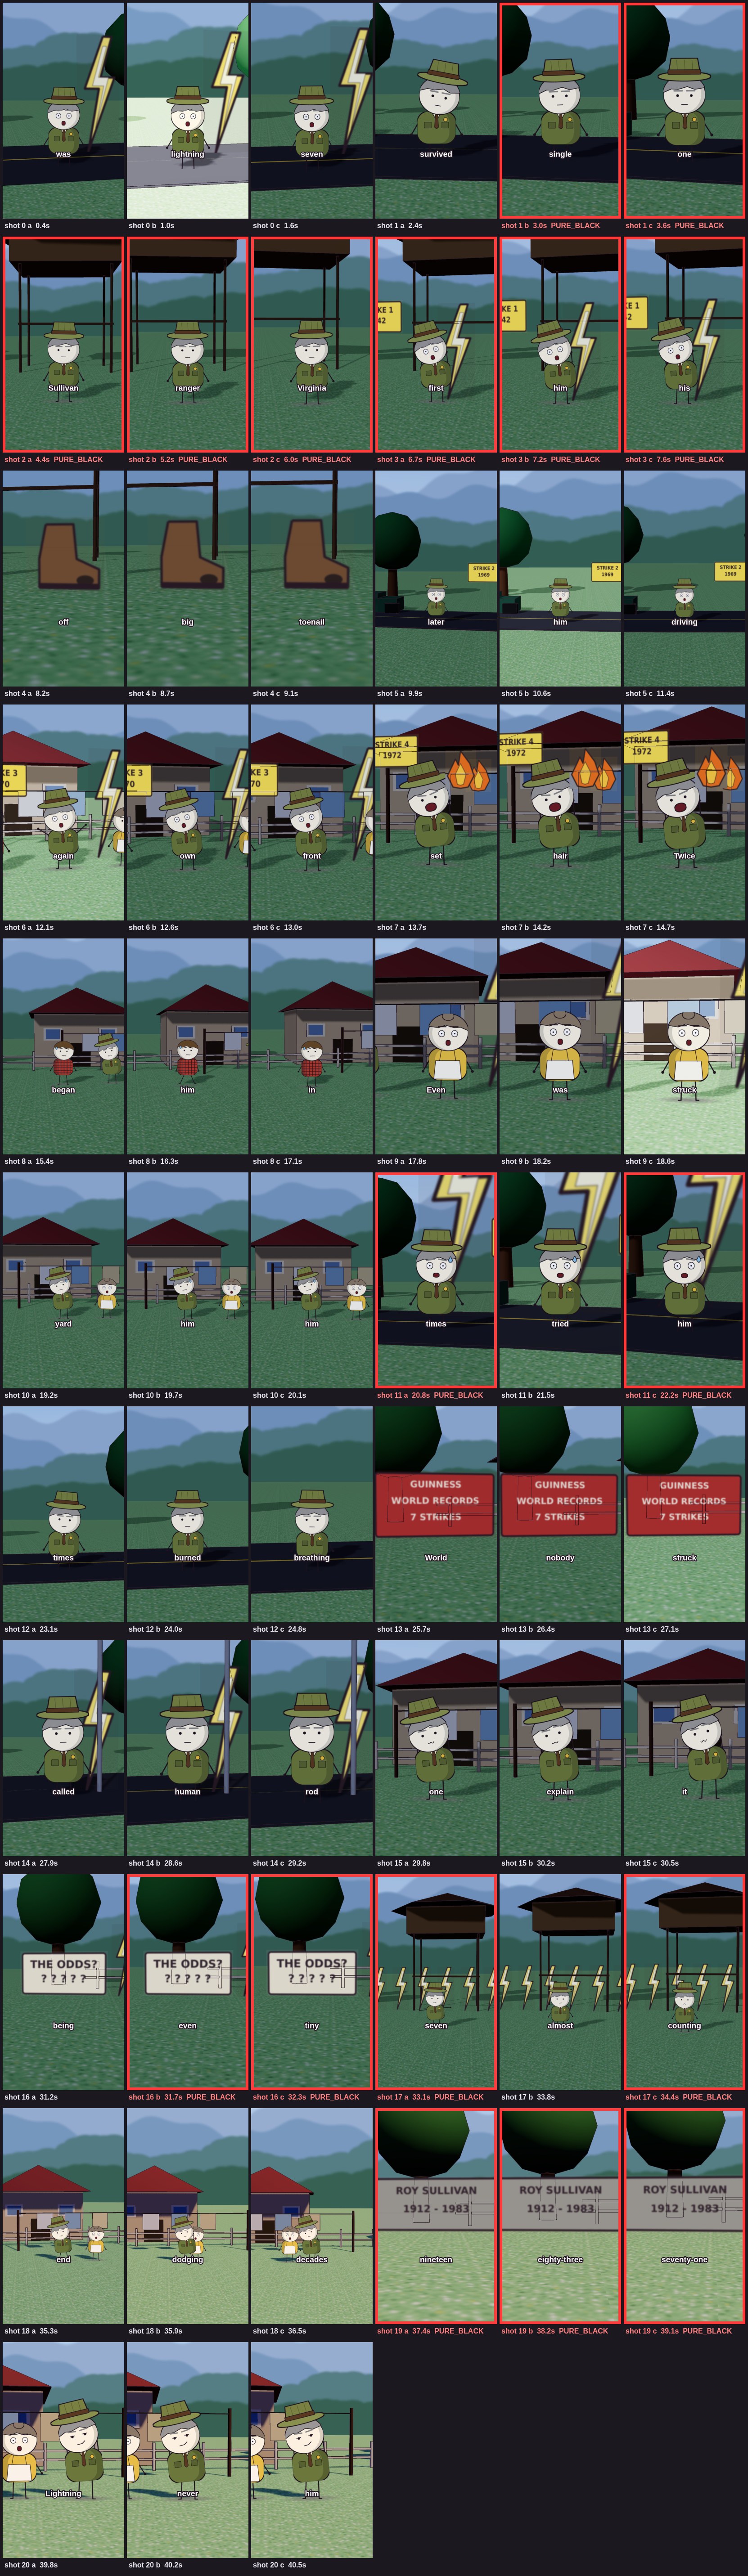 was
lightning
seven
survived
single
one
shot 0 a 0.4s
shot 0 b 1.0s
shot 0 c 1.6s
shot 1 a 2.4s
shot 1 b 3.0s PURE_BLACK
shot 1 c 3.6s PURE_BLACK
Sullivan
ranger
Virginia
KE 1
42
first
KE 1
42
him
E 1
2
his
shot 2 a 4.4s PURE_BLACK
shot 2 b 5.2s PURE_BLACK
shot 2 c 6.0s PURE_BLACK
shot 3 a 6.7s PURE_BLACK
shot 3 b 7.2s PURE_BLACK
shot 3 c 7.6s PURE_BLACK
off
big
toenail
STRIKE 2
1969
later
STRIKE 2
1969
him
STRIKE 2
1969
driving
shot 4 a 8.2s
shot 4 b 8.7s
shot 4 c 9.1s
shot 5 a 9.9s
shot 5 b 10.6s
shot 5 c 11.4s
KE 3
70
again
KE 3
70
own
KE 3
70
front
STRIKE 4
1972
set
STRIKE 4
1972
hair
STRIKE 4
1972
Twice
shot 6 a 12.1s
shot 6 b 12.6s
shot 6 c 13.0s
shot 7 a 13.7s
shot 7 b 14.2s
shot 7 c 14.7s
began
him
in
Even
was
struck
shot 8 a 15.4s
shot 8 b 16.3s
shot 8 c 17.1s
shot 9 a 17.8s
shot 9 b 18.2s
shot 9 c 18.6s
yard
him
him
times
tried
him
shot 10 a 19.2s
shot 10 b 19.7s
shot 10 c 20.1s
shot 11 a 20.8s PURE_BLACK
shot 11 b 21.5s
shot 11 c 22.2s PURE_BLACK
times
burned
breathing
GUINNESS
WORLD RECORDS
7 STRIKES
World
GUINNESS
WORLD RECORDS
7 STRIKES
nobody
GUINNESS
WORLD RECORDS
7 STRIKES
struck
shot 12 a 23.1s
shot 12 b 24.0s
shot 12 c 24.8s
shot 13 a 25.7s
shot 13 b 26.4s
shot 13 c 27.1s
called
human
rod
one
explain
it
shot 14 a 27.9s
shot 14 b 28.6s
shot 14 c 29.2s
shot 15 a 29.8s
shot 15 b 30.2s
shot 15 c 30.5s
THE ODDS?
? ? ? ? ?
being
THE ODDS?
? ? ? ? ?
even
THE ODDS?
? ? ? ? ?
tiny
seven
almost
counting
shot 16 a 31.2s
shot 16 b 31.7s PURE_BLACK
shot 16 c 32.3s PURE_BLACK
shot 17 a 33.1s PURE_BLACK
shot 17 b 33.8s
shot 17 c 34.4s PURE_BLACK
end
dodging
decades
ROY SULLIVAN
1912 - 1983
nineteen
ROY SULLIVAN
1912 - 1983
eighty-three
ROY SULLIVAN
1912 - 1983
seventy-one
shot 18 a 35.3s
shot 18 b 35.9s
shot 18 c 36.5s
shot 19 a 37.4s PURE_BLACK
shot 19 b 38.2s PURE_BLACK
shot 19 c 39.1s PURE_BLACK
Lightning
never
him
shot 20 a 39.8s
shot 20 b 40.2s
shot 20 c 40.5s